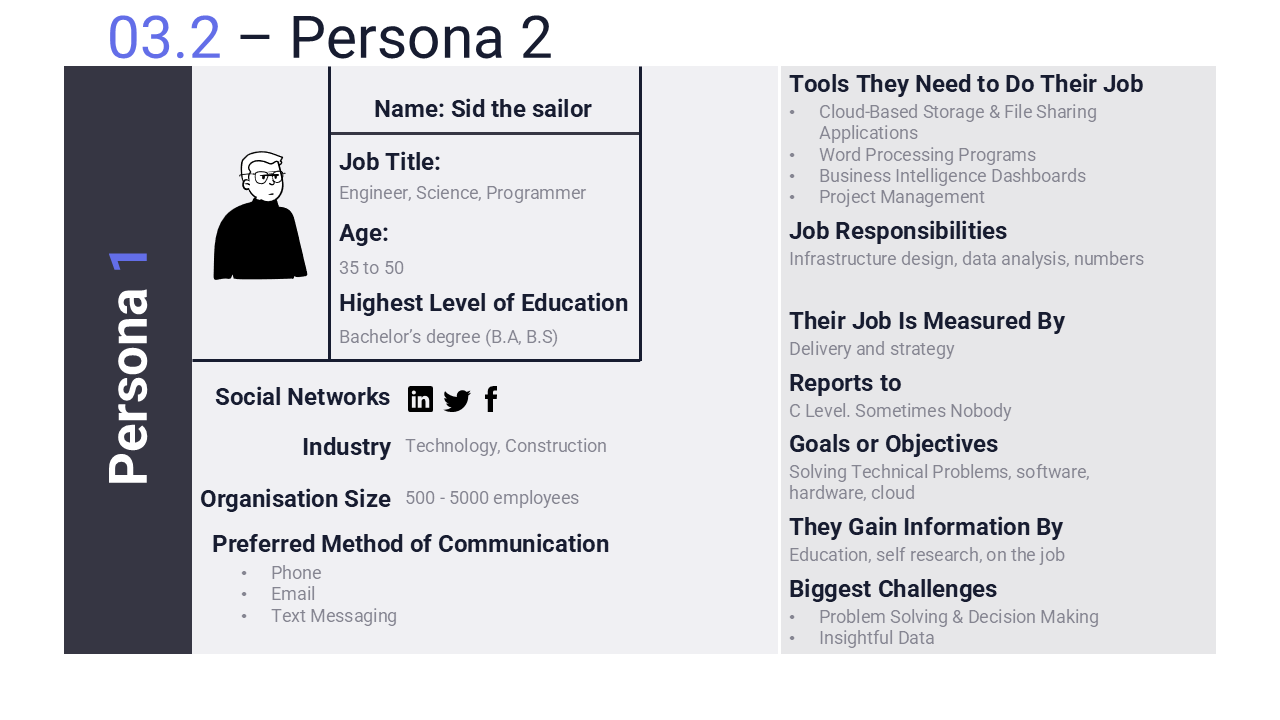 03.2 – Persona 2
Persona 1
Name: Sid the sailor
Job Title:
Engineer, Science, Programmer
Age:
35 to 50
Highest Level of Education
Bachelor’s degree (B.A, B.S)
Social Networks
in f
Industry Technology, Construction
Organisation Size 500 - 5000 employees
Preferred Method of Communication
• Phone
• Email
• Text Messaging
Tools They Need to Do Their Job
• Cloud-Based Storage & File Sharing
Applications
• Word Processing Programs
• Business Intelligence Dashboards
• Project Management
Job Responsibilities
Infrastructure design, data analysis, numbers
Their Job Is Measured By
Delivery and strategy
Reports to
C Level. Sometimes Nobody
Goals or Objectives
Solving Technical Problems, software,
hardware, cloud
They Gain Information By
Education, self research, on the job
Biggest Challenges
• Problem Solving & Decision Making
• Insightful Data